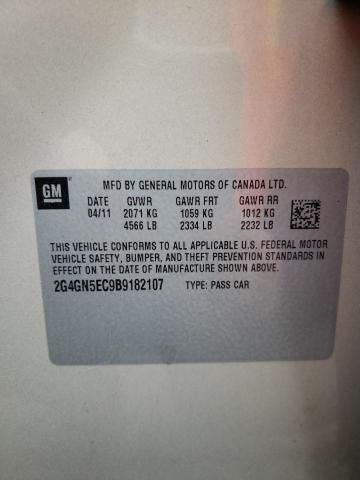 GM
MFD BY GENERAL MOTORS OF CANADA LTD.
DATE GVWR GAWR FRT GAWR RR
04/11 2071 KG 1059 KG 1012 KG
4566 LB 2334 LB 2232 LB
THIS VEHICLE CONFORMS TO ALL APPLICABLE U.S. FEDERAL MOTOR
VEHICLE SAFETY, BUMPER, AND THEFT PREVENTION STANDARDS
IN EFFECT ON THE DATE OF MANUFACTURE SHOWN ABOVE.
2G4GN5EC9B9182107 TYPE: PASS CAR